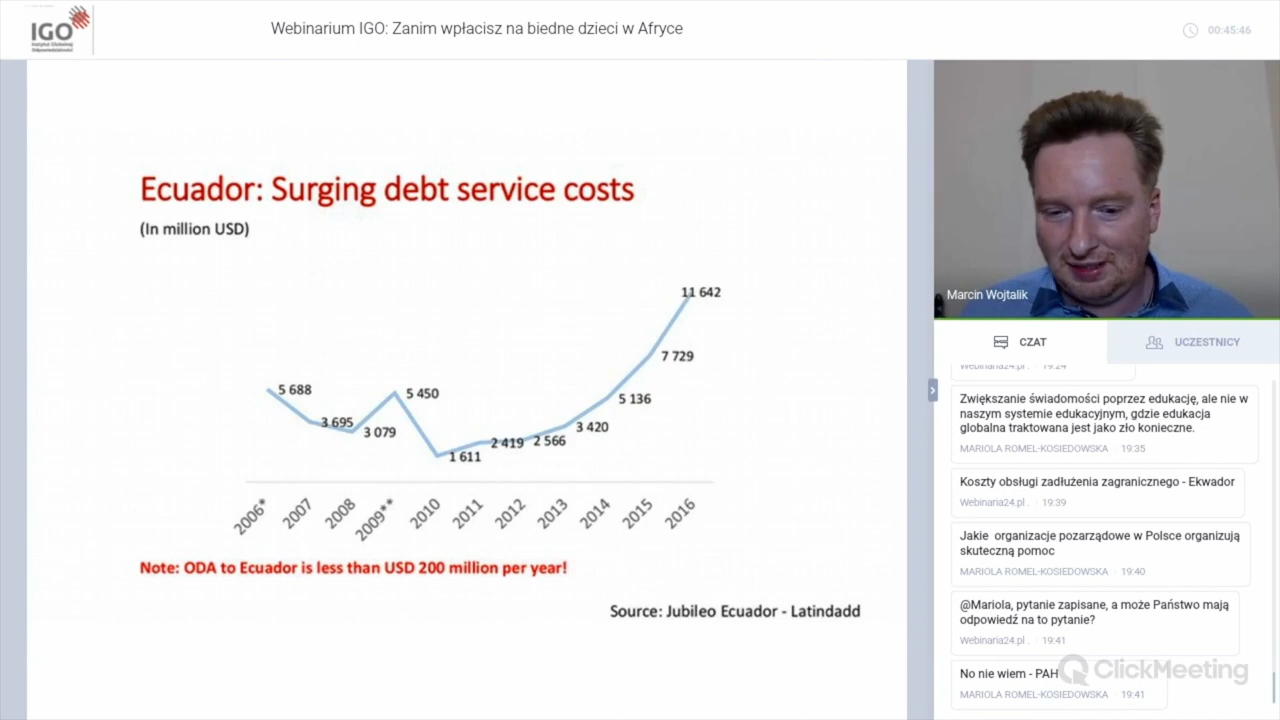 IGO
Instytut Globalnej
Odpowiedzialności
Webinarium IGO: Zanim wpłacisz na biedne dzieci w Afryce
00:45:46
Ecuador: Surging debt service costs
(In million USD)
5 688
3 695
3 079
5 450
1 611
2 419
2 566
3 420
5 136
7 729
11 642
2006*
2007
2008
2009**
2010
2011
2012
2013
2014
2015
2016
Note: ODA to Ecuador is less than USD 200 million per year!
Source: Jubileo Ecuador - Latindadd
Marcin Wojtalik
CZAT
UCZESTNICY
Webinaria24.pl . 19:24
Zwiększanie świadomości poprzez edukację, ale nie w
naszym systemie edukacyjnym, gdzie edukacja
globalna traktowana jest jako zło konieczne.
MARIOLA ROMEL-KOSIEDOWSKA 19:35
Koszty obsługi zadłużenia zagranicznego - Ekwador
Webinaria24.pl . 19:39
Jakie organizacje pozarządowe w Polsce organizują
skuteczną pomoc
MARIOLA ROMEL-KOSIEDOWSKA 19:40
@Mariola, pytanie zapisane, a może Państwo mają
odpowiedź na to pytanie?
Webinaria24.pl . 19:41
No nie wiem - PAH
MARIOLA ROMEL-KOSIEDOWSKA 19:41
ClickMeeting